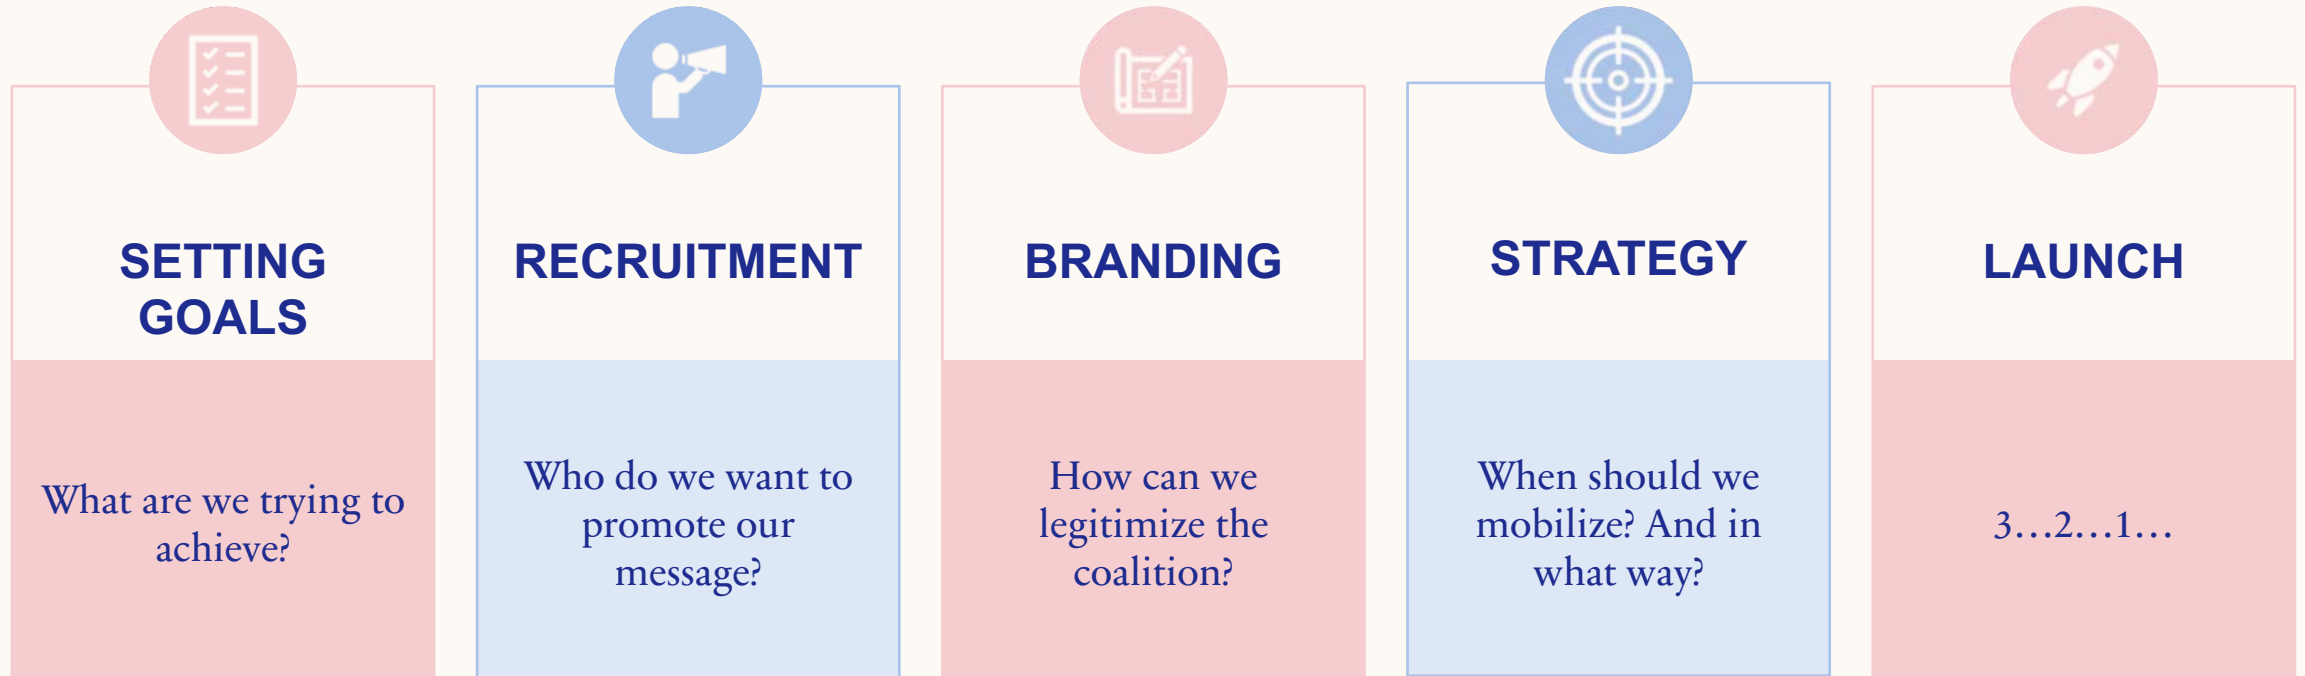 SETTING
GOALS
What are we trying to
achieve?
RECRUITMENT
Who do we want to
promote our
message?
BRANDING
How can we
legitimize the
coalition?
STRATEGY
When should we
mobilize? And in
what way?
LAUNCH
3…2…1…